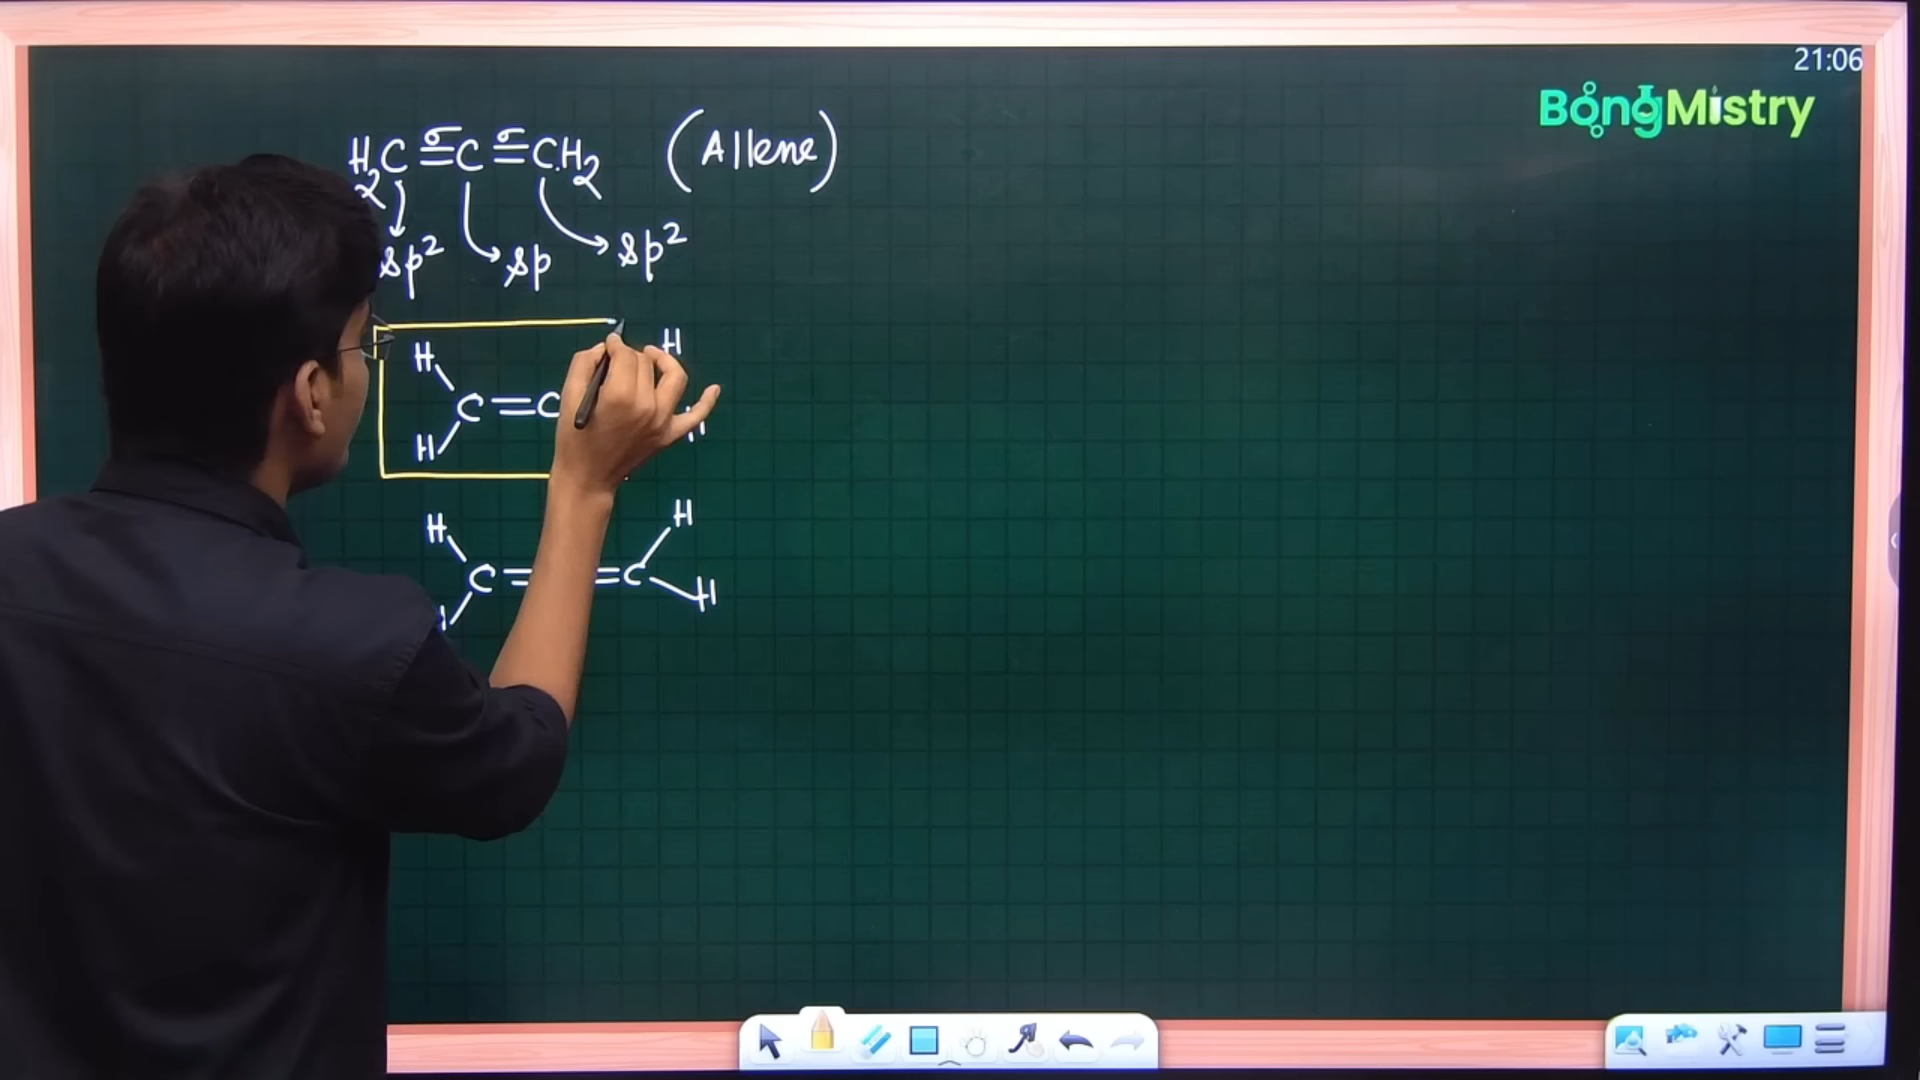 21:06
BongMistry
H₂C =σ= C =σ= CH₂ (Allene)
sp² sp sp²
H H
C = C
H H
H H
C = = C
H H